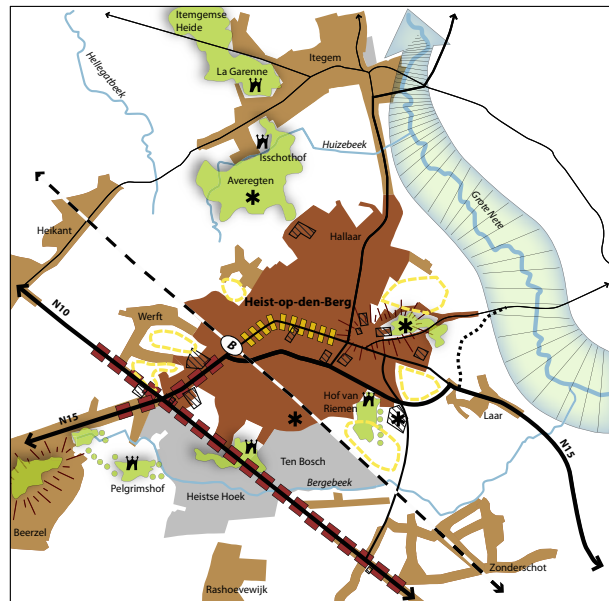 Itemgemse
Heide
Itegem
La Garenne
Hellegatbeek
Huizebeek
Isschothof
Averegten
Grote Nete
Heikant
Hallaar
Heist-op-den-Berg
N10
Werft
B
Hof van
Riemen
Laar
N15
N15
Ten Bosch
Pelgrimshof
Bergebeek
Heistse Hoek
Beerzel
Zonderschot
Rashoevewijk